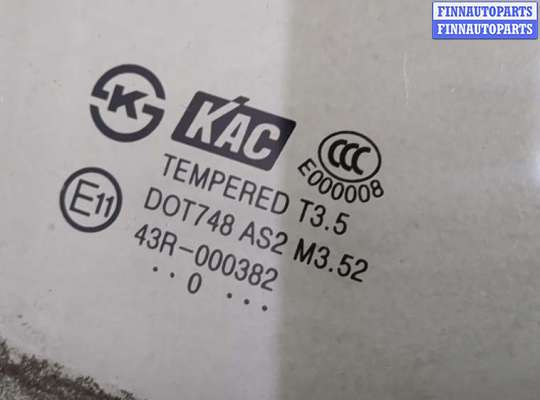 FINNAUTOPARTS
FINNAUTOPARTS
K KAC CCC
E000008
TEMPERED T3.5
E11 DOT748 AS2 M3.52
43R-000382
.. 0 ...